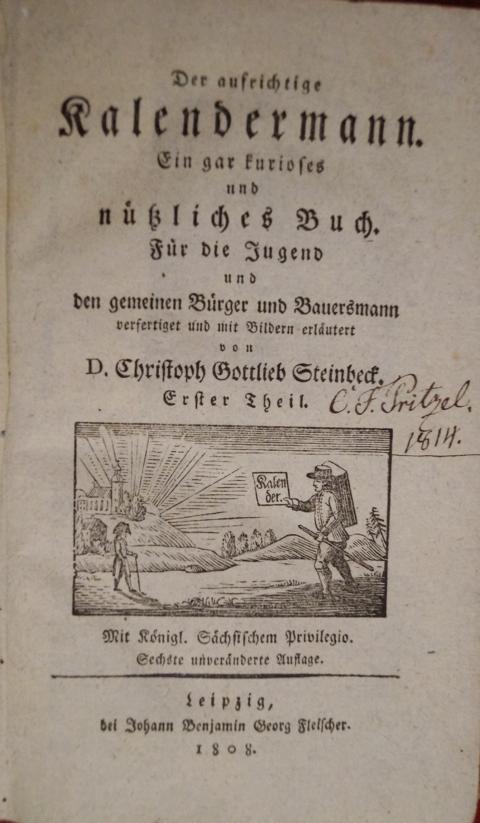 Der aufrichtige
Kalendermann.
Ein gar kurioses
und
nützliches Buch.
Für die Jugend
und
den gemeinen Bürger und Bauersmann
verfertiget und mit Bildern erläutert
von
D. Christoph Gottlieb Steinbeck.
Erster Theil.
C. F. Pritzel.
1814.
Kalen
der.
Mit Königl. Sächsischem Privilegio.
Sechste unveränderte Auflage.
Leipzig,
bei Johann Benjamin Georg Fleischer.
1808.